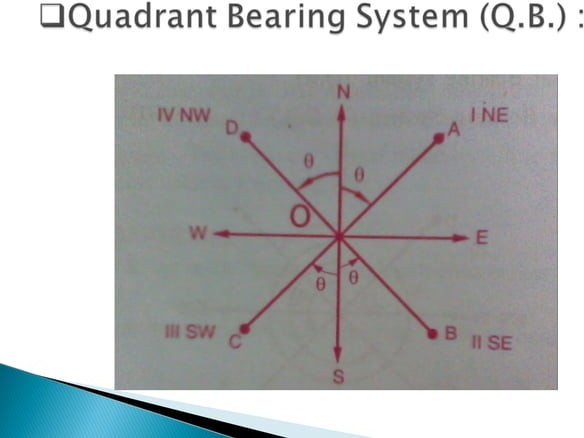 ❑Quadrant Bearing System (Q.B.) :
N
IV NW
I NE
D
A
θ
θ
O
W
E
θ
θ
III SW
C
B
II SE
S